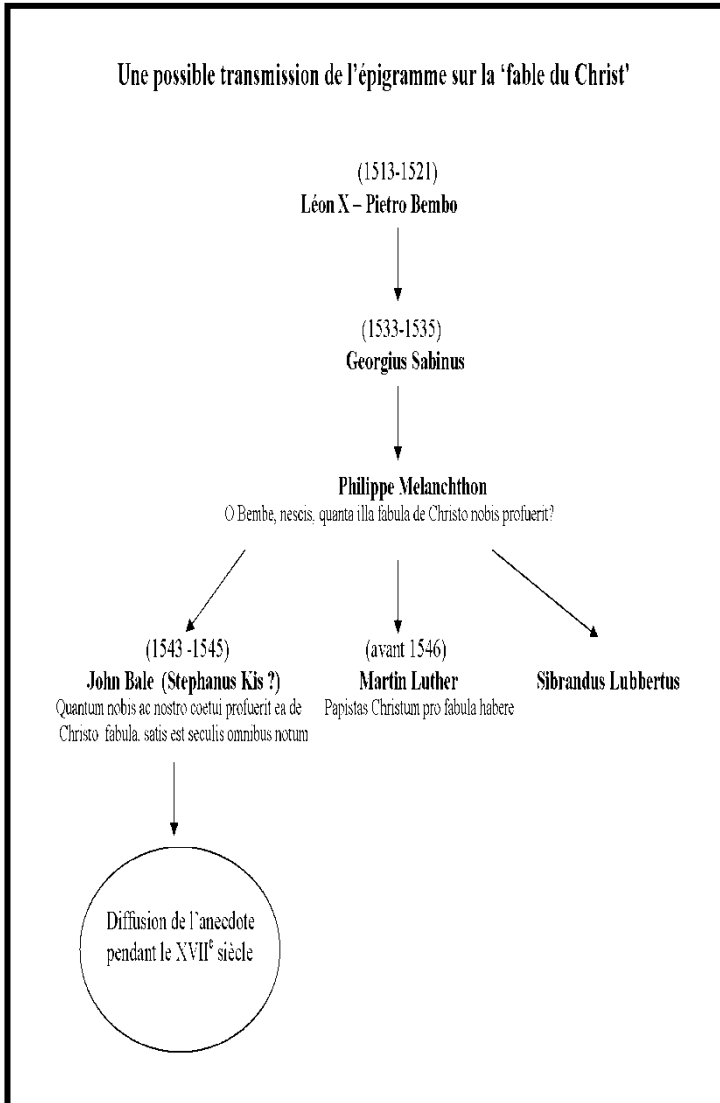 Une possible transmission de l'épigramme sur la 'fable du Christ'
(1513-1521)
Léon X – Pietro Bembo
(1533-1535)
Georgius Sabinus
Philippe Melanchthon
O Bembe, nescis, quanta illa fabula de Christo nobis profuerit?
(1543 -1545)
John Bale (Stephanus Kis ?)
Quantum nobis ac nostro coetui profuerit ea de
Christo fabula. satis est seculis omnibus notum
(avant 1546)
Martin Luther
Papistas Christum pro fabula habere
Sibrandus Lubbertus
Diffusion de l'anecdote
pendant le XVIIe siècle